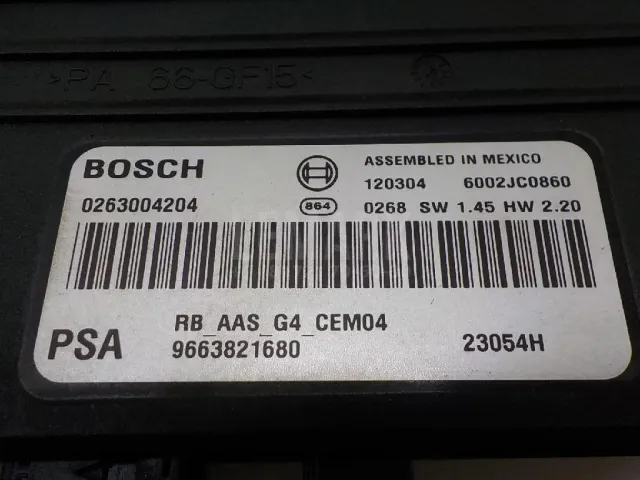 >PA 66-GF15<
BOSCH
ASSEMBLED IN MEXICO
120304 6002JC0860
0263004204
864
0268 SW 1.45 HW 2.20
RB_AAS_G4_CEM04
PSA
9663821680
23054H